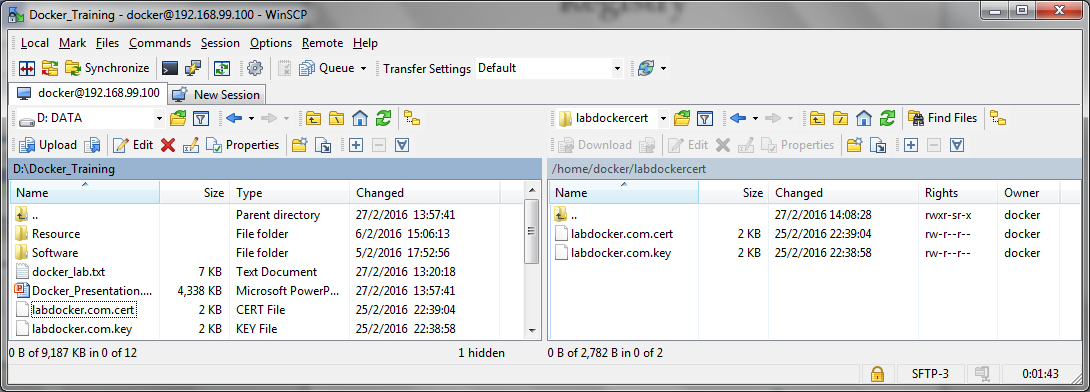 Registry
Docker_Training - docker@192.168.99.100 - WinSCP
Local Mark Files Commands Session Options Remote Help
Synchronize Queue Transfer Settings Default
docker@192.168.99.100 New Session
D: DATA labdockercert Find Files
Upload Edit Properties Download Edit Properties
D:\Docker_Training /home/docker/labdockercert
Name Size Type Changed Name Size Changed Rights Owner
.. Parent directory 27/2/2016 13:57:41 .. 27/2/2016 14:08:28 rwxr-sr-x docker
Resource File folder 6/2/2016 15:06:13 labdocker.com.cert 2 KB 25/2/2016 22:39:04 rw-r--r-- docker
Software File folder 5/2/2016 17:52:56 labdocker.com.key 2 KB 25/2/2016 22:38:58 rw-r--r-- docker
docker_lab.txt 7 KB Text Document 27/2/2016 13:20:18
Docker_Presentation.... 4,338 KB Microsoft PowerP... 27/2/2016 13:57:41
labdocker.com.cert 2 KB CERT File 25/2/2016 22:39:04
labdocker.com.key 2 KB KEY File 25/2/2016 22:38:58
0 B of 9,187 KB in 0 of 12 1 hidden 0 B of 2,782 B in 0 of 2
SFTP-3 0:01:43